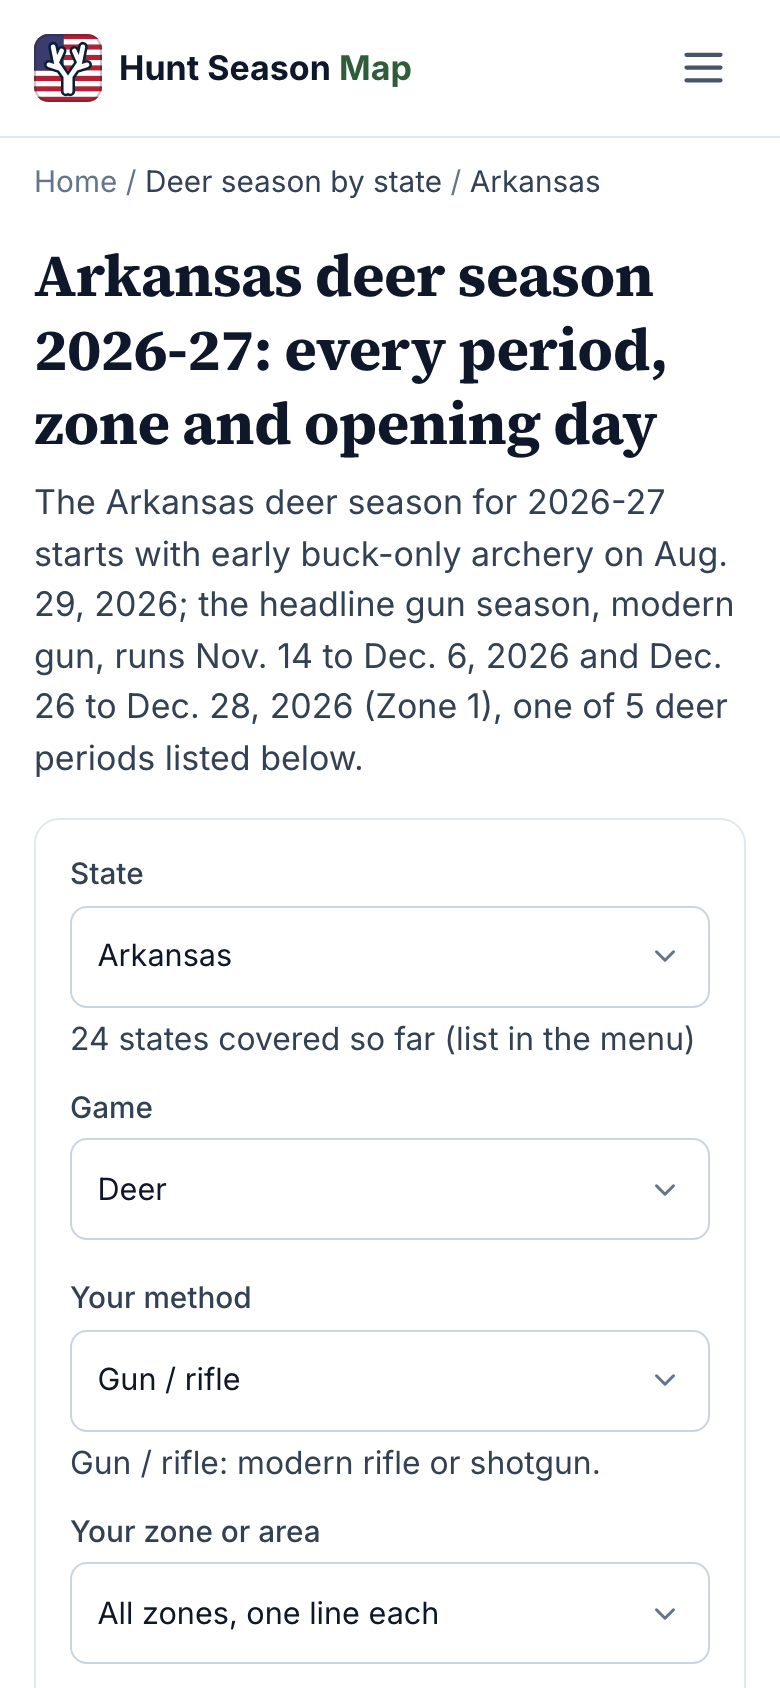 Hunt Season Map
Home / Deer season by state / Arkansas
Arkansas deer season
2026-27: every period,
zone and opening day
The Arkansas deer season for 2026-27
starts with early buck-only archery on Aug.
29, 2026; the headline gun season, modern
gun, runs Nov. 14 to Dec. 6, 2026 and Dec.
26 to Dec. 28, 2026 (Zone 1), one of 5 deer
periods listed below.
State
Arkansas
24 states covered so far (list in the menu)
Game
Deer
Your method
Gun / rifle
Gun / rifle: modern rifle or shotgun.
Your zone or area
All zones, one line each